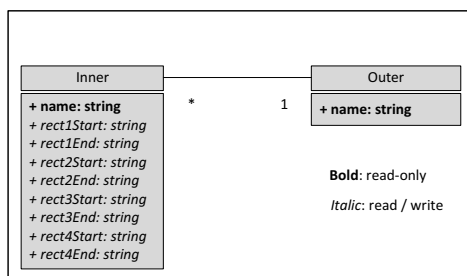 Inner
+ name: string
+ rect1Start: string
+ rect1End: string
+ rect2Start: string
+ rect2End: string
+ rect3Start: string
+ rect3End: string
+ rect4Start: string
+ rect4End: string
* 1
Outer
+ name: string
Bold: read-only
Italic: read / write